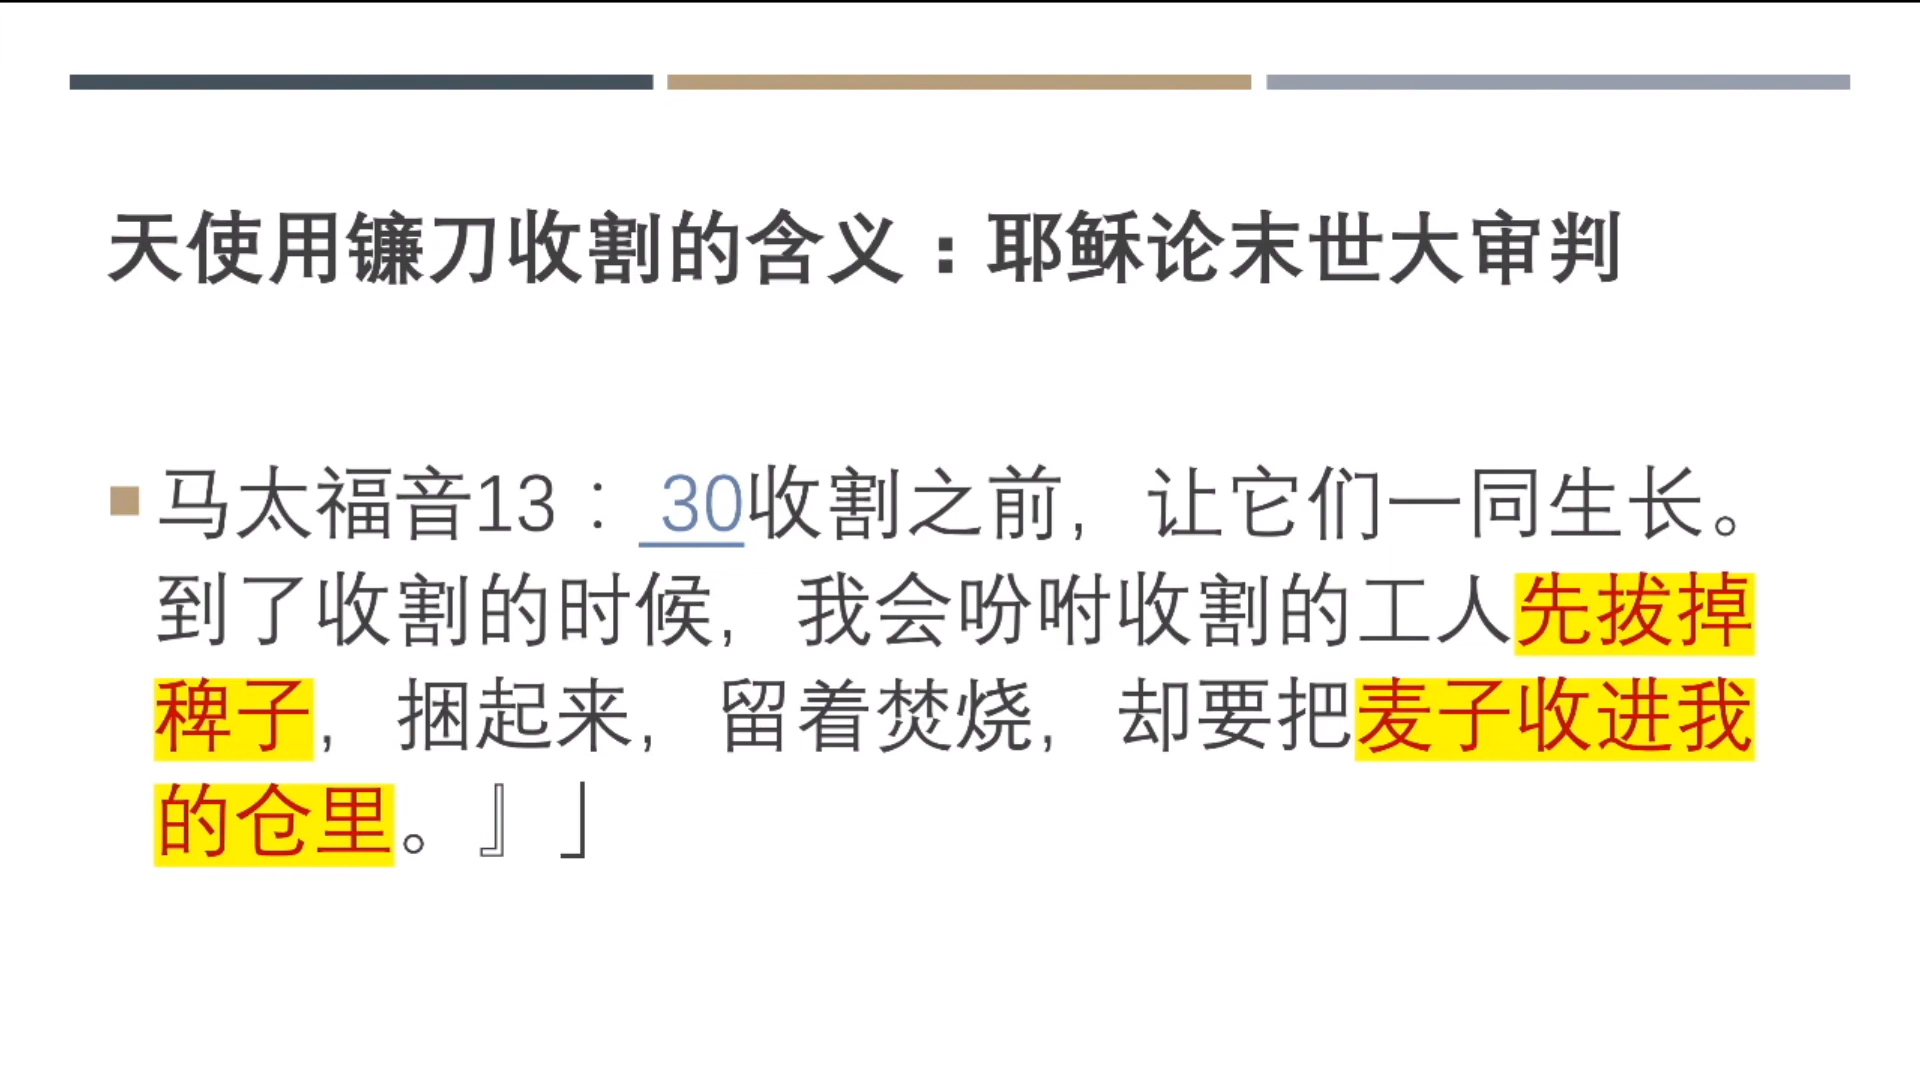 天使用镰刀收割的含义：耶稣论末世大审判
马太福音13： 30收割之前，让它们一同生长。
到了收割的时候，我会吩咐收割的工人先拔掉
稗子，捆起来，留着焚烧，却要把麦子收进我
的仓里。』」